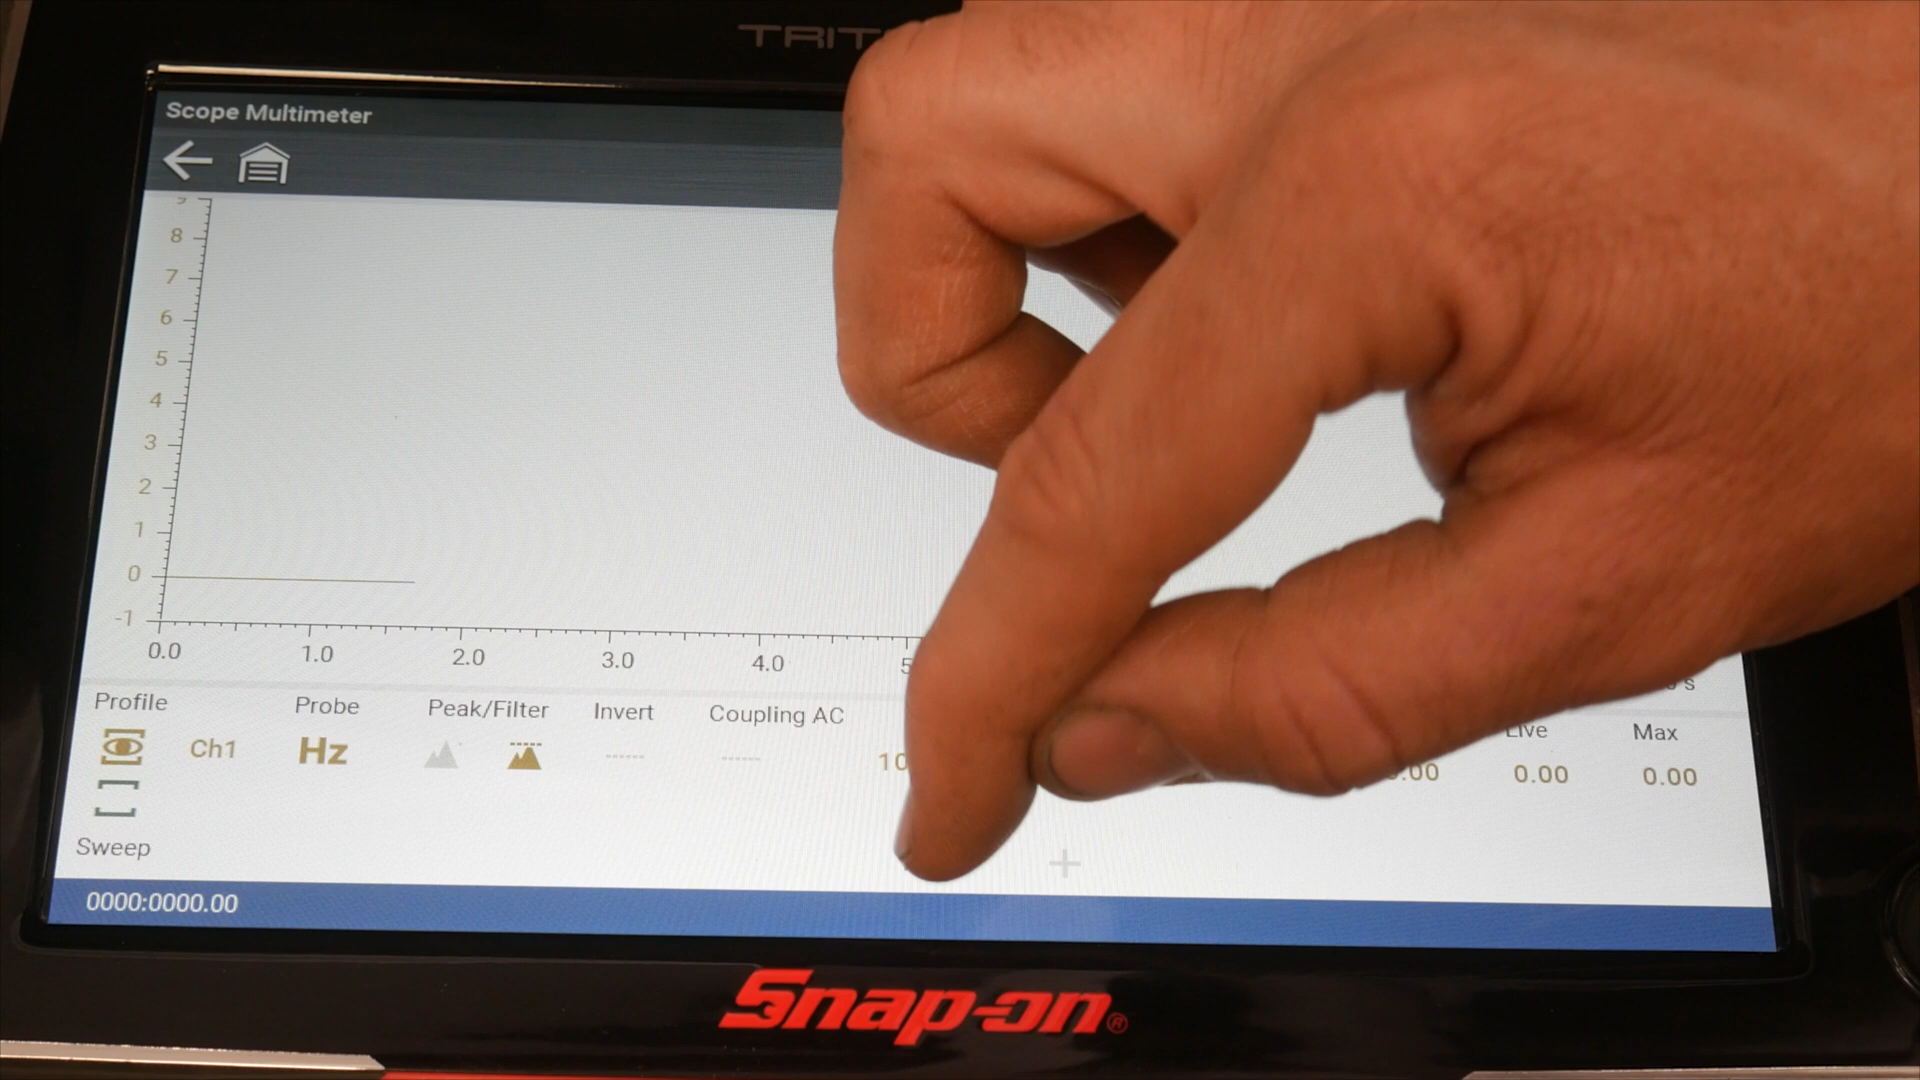 TRIT
Scope Multimeter
8
7
6
5
4
3
2
1
0
-1
0.0 1.0 2.0 3.0 4.0 5
Profile Probe Peak/Filter Invert Coupling AC Live Max
Ch1 Hz 10 0.00 0.00
Sweep
0000:0000.00
Snap-on®